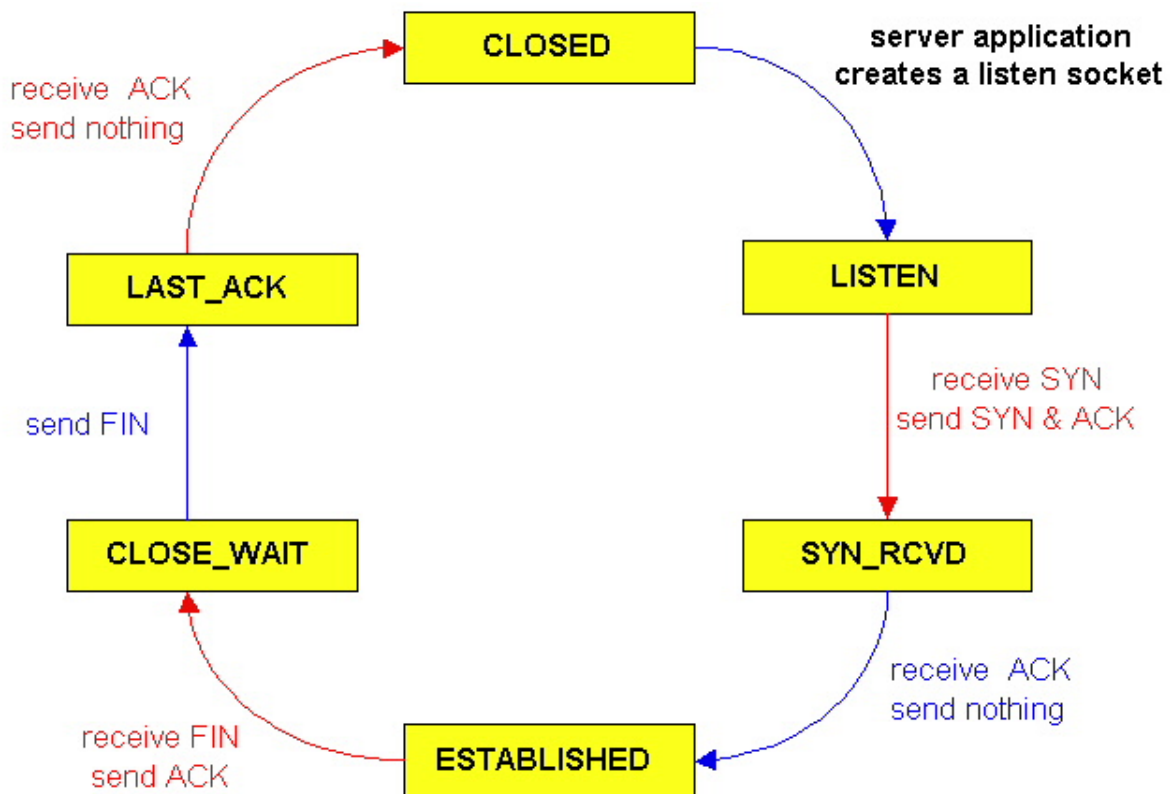 CLOSED
server application
creates a listen socket
receive ACK
send nothing
LAST_ACK
LISTEN
receive SYN
send SYN & ACK
send FIN
CLOSE_WAIT
SYN_RCVD
receive ACK
send nothing
receive FIN
send ACK
ESTABLISHED